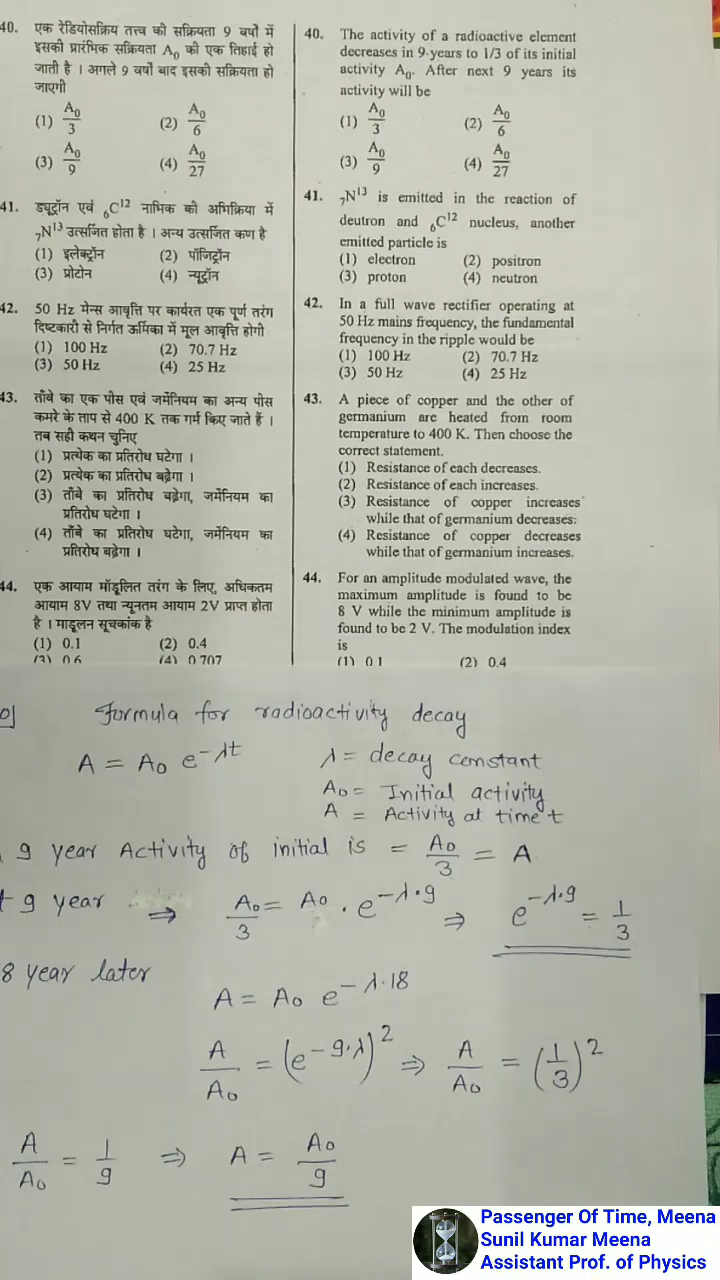 40. एक रेडियोसक्रिय तत्त्व की सक्रियता 9 वर्षों में
इसकी प्रारंभिक सक्रियता A₀ की एक तिहाई हो
जाती है । अगले 9 वर्षों बाद इसकी सक्रियता हो
जाएगी
(1) A₀/3 (2) A₀/6
(3) A₀/9 (4) A₀/27
41. ड्यूट्रॉन एवं ₆C¹² नाभिक की अभिक्रिया में
₇N¹³ उत्सर्जित होता है । अन्य उत्सर्जित कण है
(1) इलेक्ट्रॉन (2) पॉजिट्रॉन
(3) प्रोटोन (4) न्यूट्रॉन
42. 50 Hz मेन्स आवृत्ति पर कार्यरत एक पूर्ण तरंग
दिष्टकारी से निर्गत ऊर्मिका में मूल आवृत्ति होगी
(1) 100 Hz (2) 70.7 Hz
(3) 50 Hz (4) 25 Hz
43. ताँबे का एक पीस एवं जर्मेनियम का अन्य पीस
कमरे के ताप से 400 K तक गर्म किए जाते हैं ।
तब सही कथन चुनिए
(1) प्रत्येक का प्रतिरोध घटेगा ।
(2) प्रत्येक का प्रतिरोध बढ़ेगा ।
(3) ताँबे का प्रतिरोध बढ़ेगा, जर्मेनियम का
प्रतिरोध घटेगा ।
(4) ताँबे का प्रतिरोध घटेगा, जर्मेनियम का
प्रतिरोध बढ़ेगा ।
44. एक आयाम मॉडूलित तरंग के लिए, अधिकतम
आयाम 8V तथा न्यूनतम आयाम 2V प्राप्त होता
है । माडूलन सूचकांक है
(1) 0.1 (2) 0.4
(3) 0.6 (4) 0.707
40. The activity of a radioactive element
decreases in 9 years to 1/3 of its initial
activity A₀. After next 9 years its
activity will be
(1) A₀/3 (2) A₀/6
(3) A₀/9 (4) A₀/27
41. ₇N¹³ is emitted in the reaction of
deutron and ₆C¹² nucleus, another
emitted particle is
(1) electron (2) positron
(3) proton (4) neutron
42. In a full wave rectifier operating at
50 Hz mains frequency, the fundamental
frequency in the ripple would be
(1) 100 Hz (2) 70.7 Hz
(3) 50 Hz (4) 25 Hz
43. A piece of copper and the other of
germanium are heated from room
temperature to 400 K. Then choose the
correct statement.
(1) Resistance of each decreases.
(2) Resistance of each increases.
(3) Resistance of copper increases
while that of germanium decreases.
(4) Resistance of copper decreases
while that of germanium increases.
44. For an amplitude modulated wave, the
maximum amplitude is found to be
8 V while the minimum amplitude is
found to be 2 V. The modulation index
is
(1) 0.1 (2) 0.4
0] Formula for radioactivity decay
A = A₀ e^-λt λ = decay constant
A₀ = Initial activity
A = Activity at time t
9 year Activity of initial is = A₀/3 = A
t 9 year ⇒ A₀/3 = A₀ . e^-λ.9 ⇒ e^-λ.9 = 1/3
8 year later
A = A₀ e^-λ.18
A/A₀ = (e^-9.λ)² ⇒ A/A₀ = (1/3)²
A/A₀ = 1/9 ⇒ A = A₀/9
Passenger Of Time, Meena
Sunil Kumar Meena
Assistant Prof. of Physics